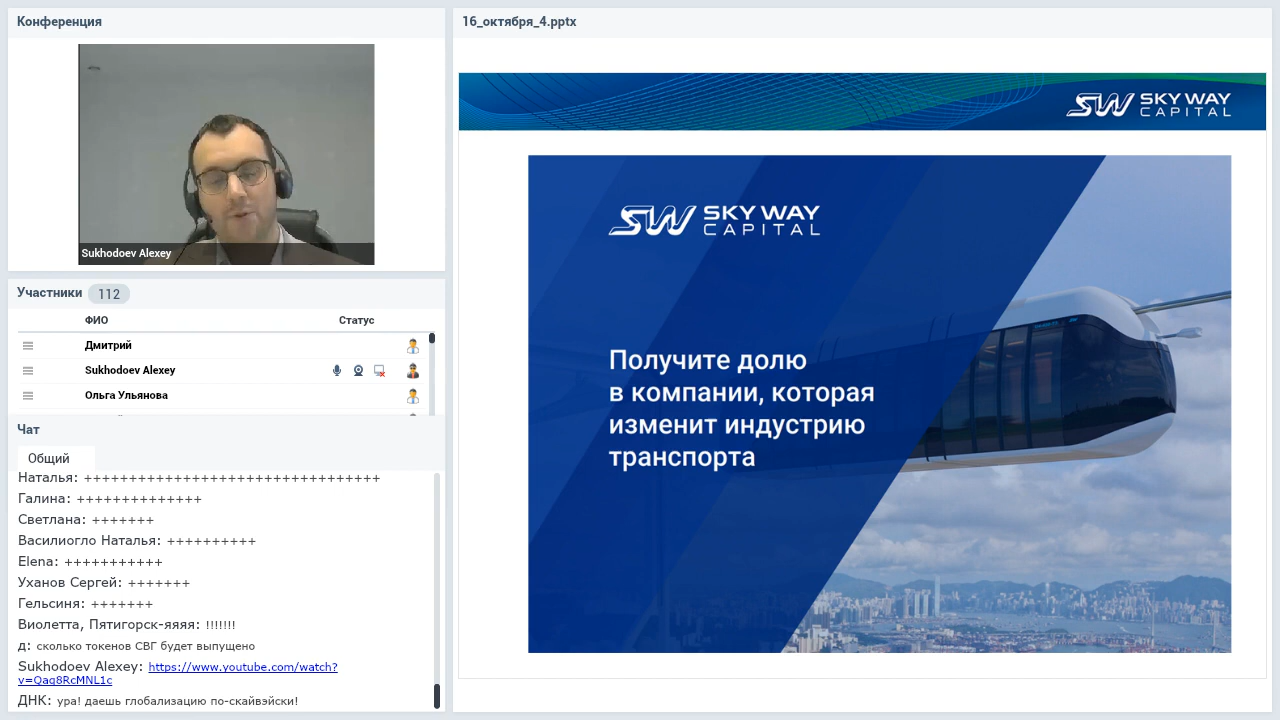 Конференция
Sukhodoev Alexey
Участники 112
ФИО Статус
Дмитрий
Sukhodoev Alexey
Ольга Ульянова
Чат
Общий
Наталья: +++++++++++++++++++++++++++++++++
Галина: ++++++++++++++
Светлана: +++++++
Василиогло Наталья: ++++++++++
Elena: +++++++++++
Уханов Сергей: +++++++
Гельсиня: +++++++
Виолетта, Пятигорск-яяяя: !!!!!!!
д: сколько токенов СВГ будет выпущено
Sukhodoev Alexey: https://www.youtube.com/watch?
v=Qaq8RcMNL1c
ДНК: ура! даешь глобализацию по-скайвэйски!
16_октября_4.pptx
SW SKY WAY
CAPITAL
SW SKY WAY
CAPITAL
Получите долю
в компании, которая
изменит индустрию
транспорта